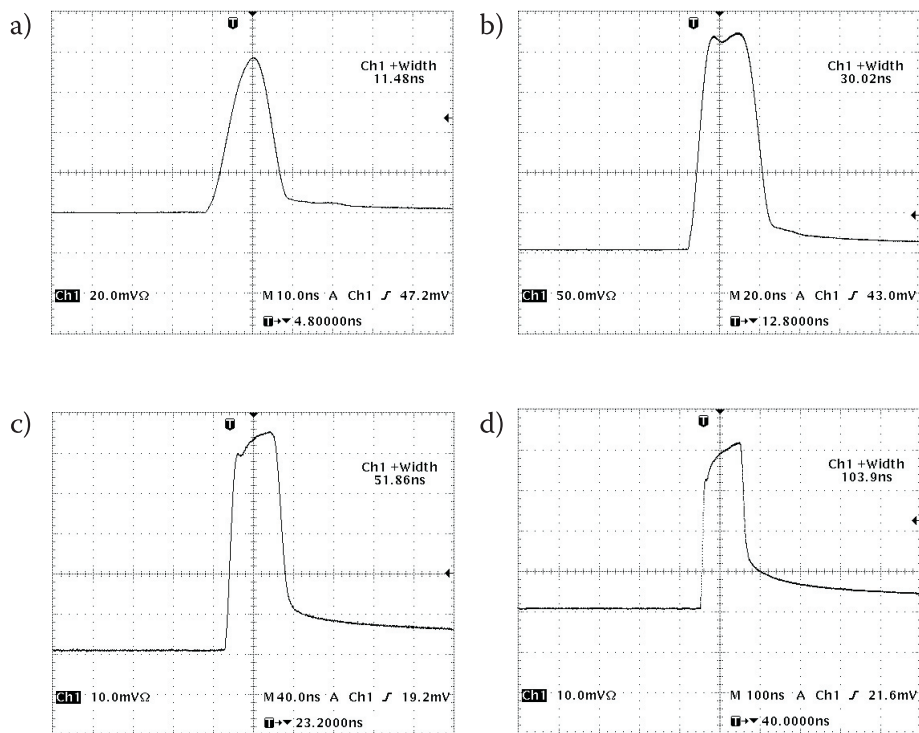 a)
T
Ch1 +Width
11.48ns
Ch1 20.0mVΩ M 10.0ns A Ch1 ∫ 47.2mV
T→▼ 4.80000ns
b)
T
Ch1 +Width
30.02ns
Ch1 50.0mVΩ M 20.0ns A Ch1 ∫ 43.0mV
T→▼ 12.8000ns
c)
T
Ch1 +Width
51.86ns
Ch1 10.0mVΩ M 40.0ns A Ch1 ∫ 19.2mV
T→▼ 23.2000ns
d)
T
Ch1 +Width
103.9ns
Ch1 10.0mVΩ M 100ns A Ch1 ∫ 21.6mV
T→▼ 40.0000ns